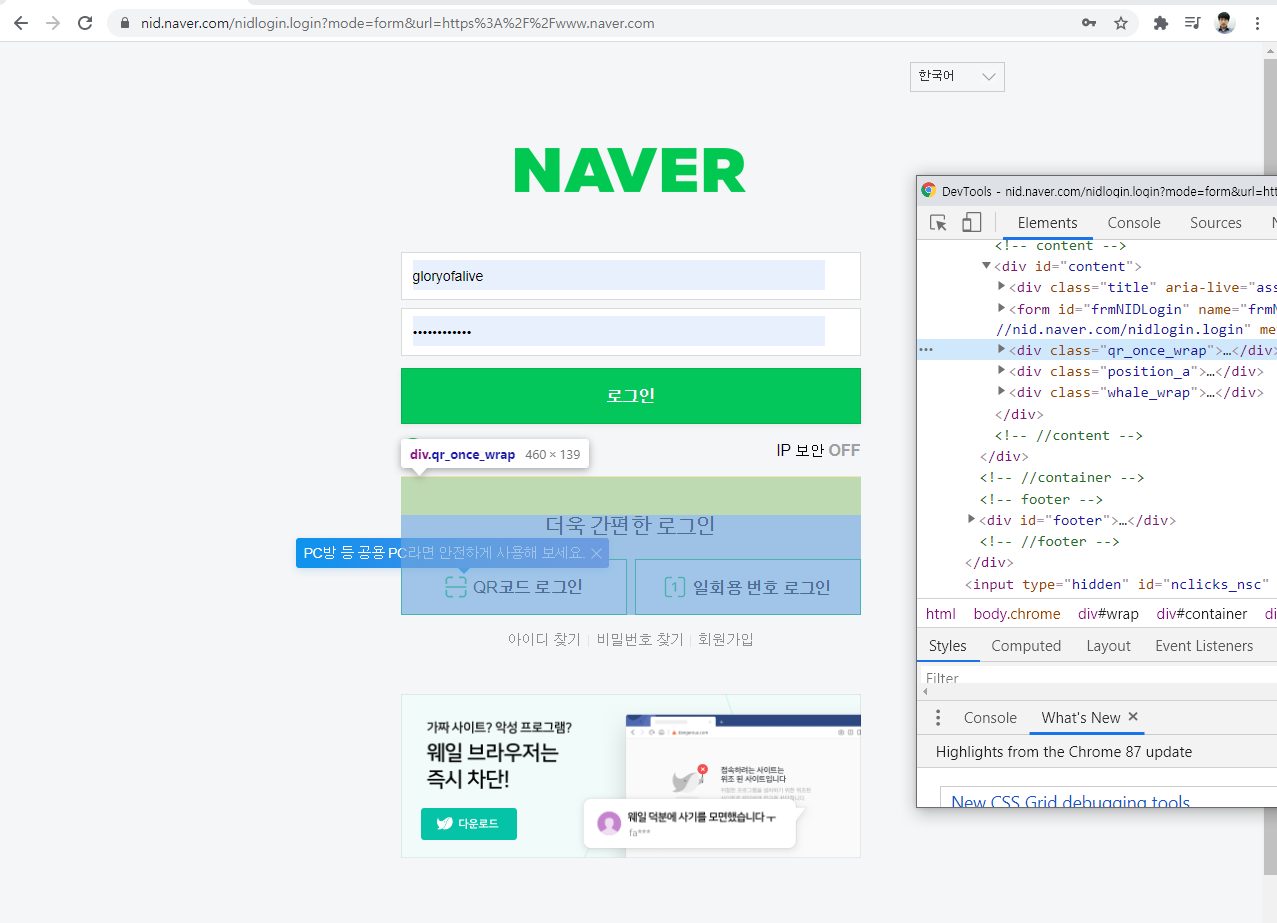 nid.naver.com/nidlogin.login?mode=form&url=https%3A%2F%2Fwww.naver.com
한국어
NAVER
gloryofalive
••••••••••••
로그인
div.qr_once_wrap 460 × 139
IP 보안 OFF
더욱 간편한 로그인
PC방 등 공용 PC라면 안전하게 사용해 보세요.
QR코드 로그인
1 일회용 번호 로그인
아이디 찾기 | 비밀번호 찾기 | 회원가입
가짜 사이트? 악성 프로그램?
웨일 브라우저는
즉시 차단!
다운로드
접속하려는 사이트는
위조 된 사이트입니다
웨일 덕분에 사기를 모면했습니다ㅜ
fa***
DevTools - nid.naver.com/nidlogin.login?mode=form&url=htt
Elements Console Sources
<!-- content -->
<div id="content">
<div class="title" aria-live="ass
<form id="frmNIDLogin" name="frmN
//nid.naver.com/nidlogin.login" me
<div class="qr_once_wrap">…</div>
<div class="position_a">…</div>
<div class="whale_wrap">…</div>
</div>
<!-- //content -->
</div>
<!-- //container -->
<!-- footer -->
<div id="footer">…</div>
<!-- //footer -->
</div>
<input type="hidden" id="nclicks_nsc"
html body.chrome div#wrap div#container di
Styles Computed Layout Event Listeners
Filter
Console What's New ×
Highlights from the Chrome 87 update
New CSS Grid debugging tools